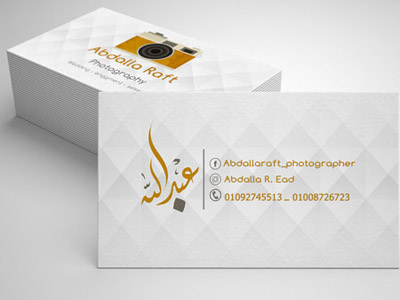 Abdalla Raft
Photography
عبدالله
Abdallaraft_photographer
Abdalla R. Ead
01092745513 _ 01008726723